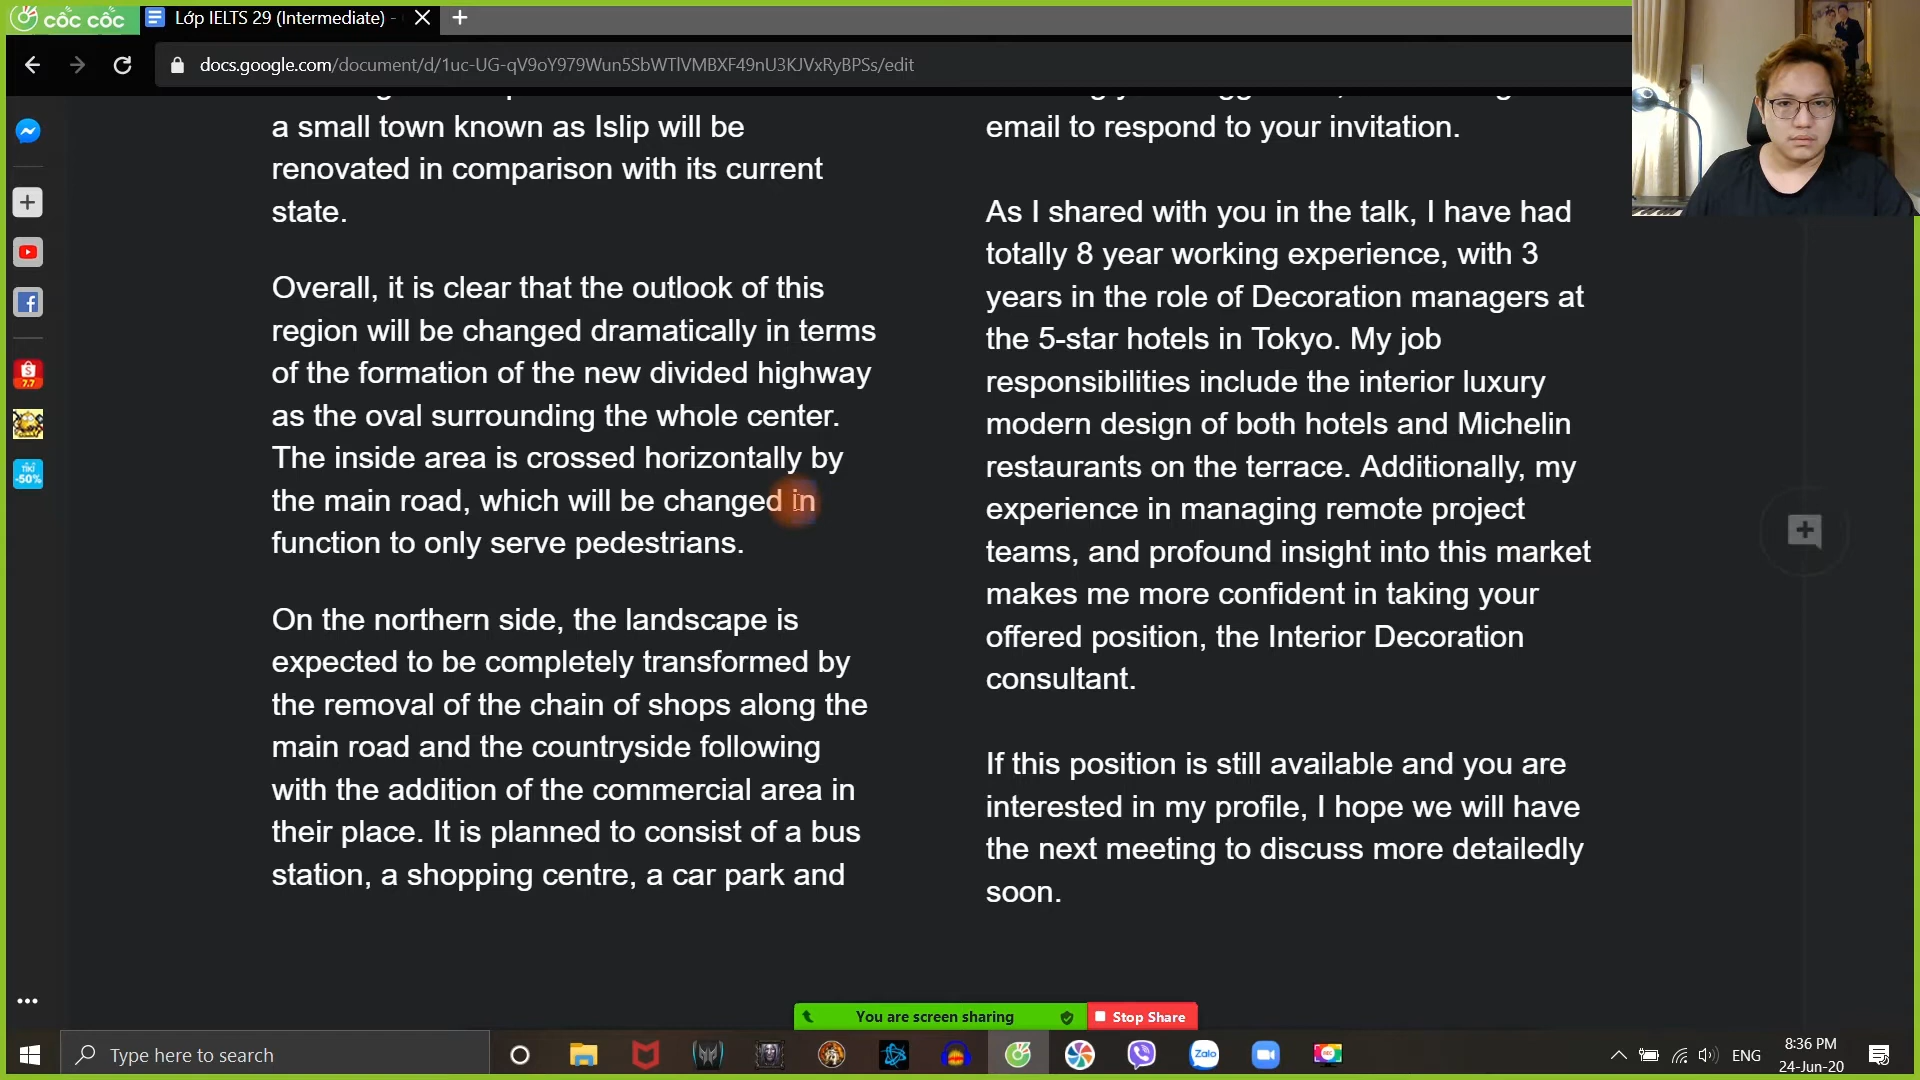 cốc cốc
Lớp IELTS 29 (Intermediate) -
docs.google.com/document/d/1uc-UG-qV9oY979Wun5SbWTlVMBXF49nU3KJVxRyBPSs/edit
a small town known as Islip will be
renovated in comparison with its current
state.
Overall, it is clear that the outlook of this
region will be changed dramatically in terms
of the formation of the new divided highway
as the oval surrounding the whole center.
The inside area is crossed horizontally by
the main road, which will be changed in
function to only serve pedestrians.
On the northern side, the landscape is
expected to be completely transformed by
the removal of the chain of shops along the
main road and the countryside following
with the addition of the commercial area in
their place. It is planned to consist of a bus
station, a shopping centre, a car park and
email to respond to your invitation.
As I shared with you in the talk, I have had
totally 8 year working experience, with 3
years in the role of Decoration managers at
the 5-star hotels in Tokyo. My job
responsibilities include the interior luxury
modern design of both hotels and Michelin
restaurants on the terrace. Additionally, my
experience in managing remote project
teams, and profound insight into this market
makes me more confident in taking your
offered position, the Interior Decoration
consultant.
If this position is still available and you are
interested in my profile, I hope we will have
the next meeting to discuss more detailedly
soon.
7.7
TIKI
-50%
You are screen sharing
Stop Share
Type here to search
Zalo
ENG
8:36 PM
24-Jun-20